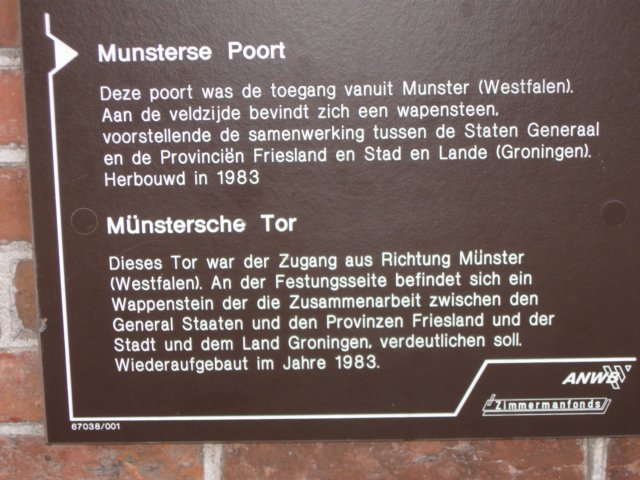 Munsterse Poort
Deze poort was de toegang vanuit Munster (Westfalen).
Aan de veldzijde bevindt zich een wapensteen,
voorstellende de samenwerking tussen de Staten Generaal
en de Provinciën Friesland en Stad en Lande (Groningen).
Herbouwd in 1983
Münstersche Tor
Dieses Tor war der Zugang aus Richtung Münster
(Westfalen). An der Festungsseite befindet sich ein
Wappenstein der die Zusammenarbeit zwischen den
General Staaten und den Provinzen Friesland und der
Stadt und dem Land Groningen, verdeutlichen soll.
Wiederaufgebaut im Jahre 1983.
ANWB
Zimmermanfonds
67038/001